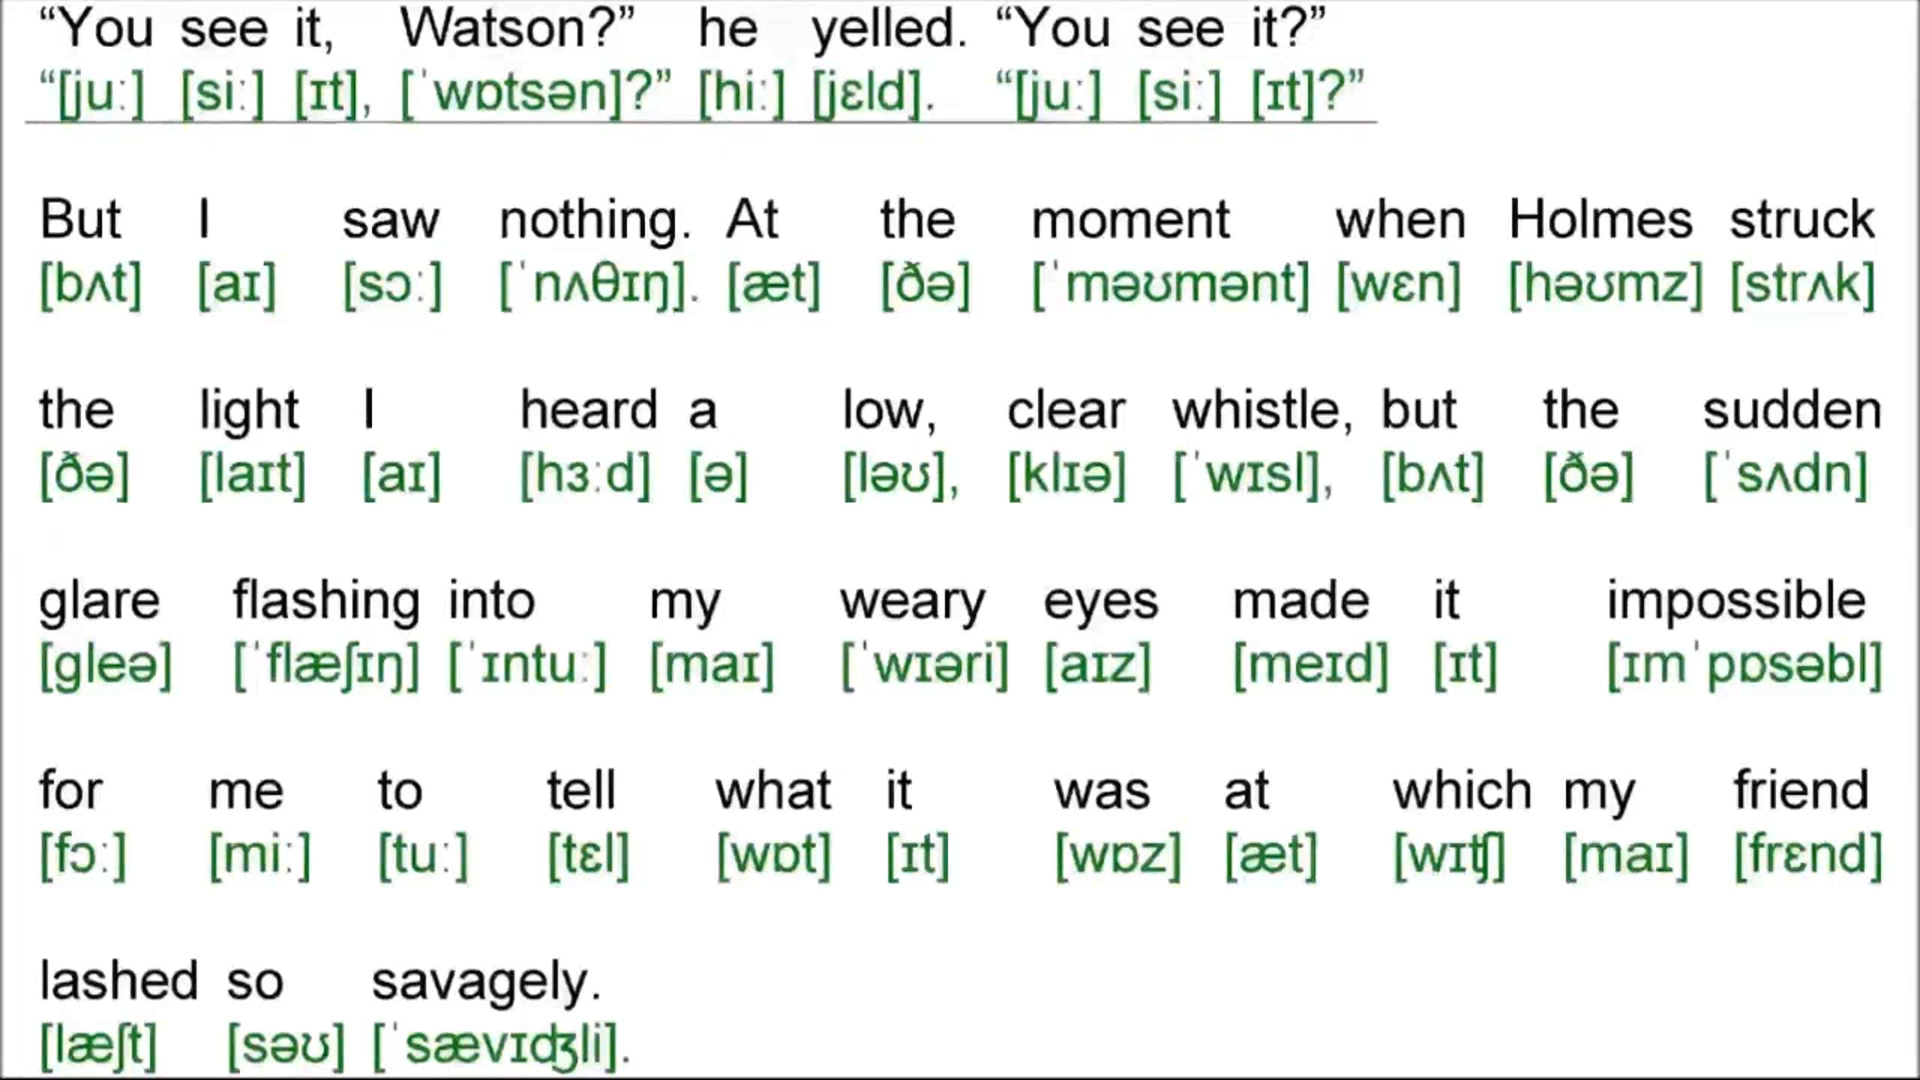 “You see it, Watson?” he yelled. “You see it?”
“[juː] [siː] [ɪt], [ˈwɒtsən]?” [hiː] [jɛld]. “[juː] [siː] [ɪt]?”
But I saw nothing. At the moment when Holmes struck
[bʌt] [aɪ] [sɔː] [ˈnʌθɪŋ]. [æt] [ðə] [ˈməʊmənt] [wɛn] [həʊmz] [strʌk]
the light I heard a low, clear whistle, but the sudden
[ðə] [laɪt] [aɪ] [hɜːd] [ə] [ləʊ], [klɪə] [ˈwɪsl], [bʌt] [ðə] [ˈsʌdn]
glare flashing into my weary eyes made it impossible
[gleə] [ˈflæʃɪŋ] [ˈɪntuː] [maɪ] [ˈwɪəri] [aɪz] [meɪd] [ɪt] [ɪmˈpɒsəbl]
for me to tell what it was at which my friend
[fɔː] [miː] [tuː] [tɛl] [wɒt] [ɪt] [wɒz] [æt] [wɪʧ] [maɪ] [frɛnd]
lashed so savagely.
[læʃt] [səʊ] [ˈsævɪʤli].